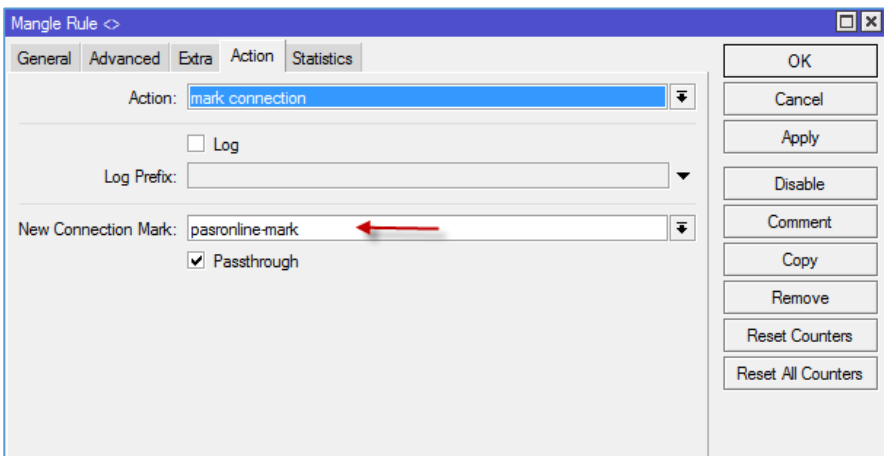 Mangle Rule <>
General Advanced Extra Action Statistics
Action: mark connection
Log
Log Prefix:
New Connection Mark: pasronline-mark
Passthrough
OK
Cancel
Apply
Disable
Comment
Copy
Remove
Reset Counters
Reset All Counters